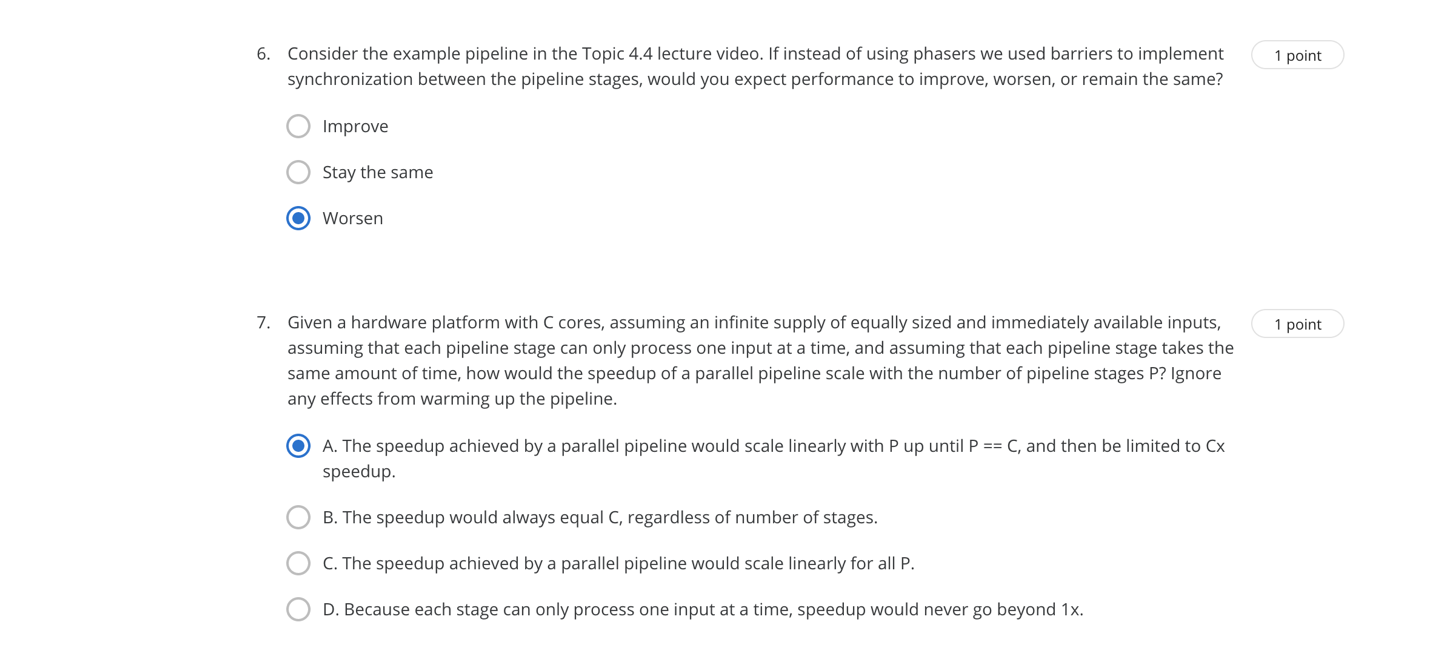 6. Consider the example pipeline in the Topic 4.4 lecture video. If instead of using phasers we used barriers to implement
1 point
synchronization between the pipeline stages, would you expect performance to improve, worsen, or remain the same?
Improve
Stay the same
Worsen
7. Given a hardware platform with C cores, assuming an infinite supply of equally sized and immediately available inputs,
1 point
assuming that each pipeline stage can only process one input at a time, and assuming that each pipeline stage takes the
same amount of time, how would the speedup of a parallel pipeline scale with the number of pipeline stages P? Ignore
any effects from warming up the pipeline.
A. The speedup achieved by a parallel pipeline would scale linearly with P up until P == C, and then be limited to Cx
speedup.
B. The speedup would always equal C, regardless of number of stages.
C. The speedup achieved by a parallel pipeline would scale linearly for all P.
D. Because each stage can only process one input at a time, speedup would never go beyond 1x.